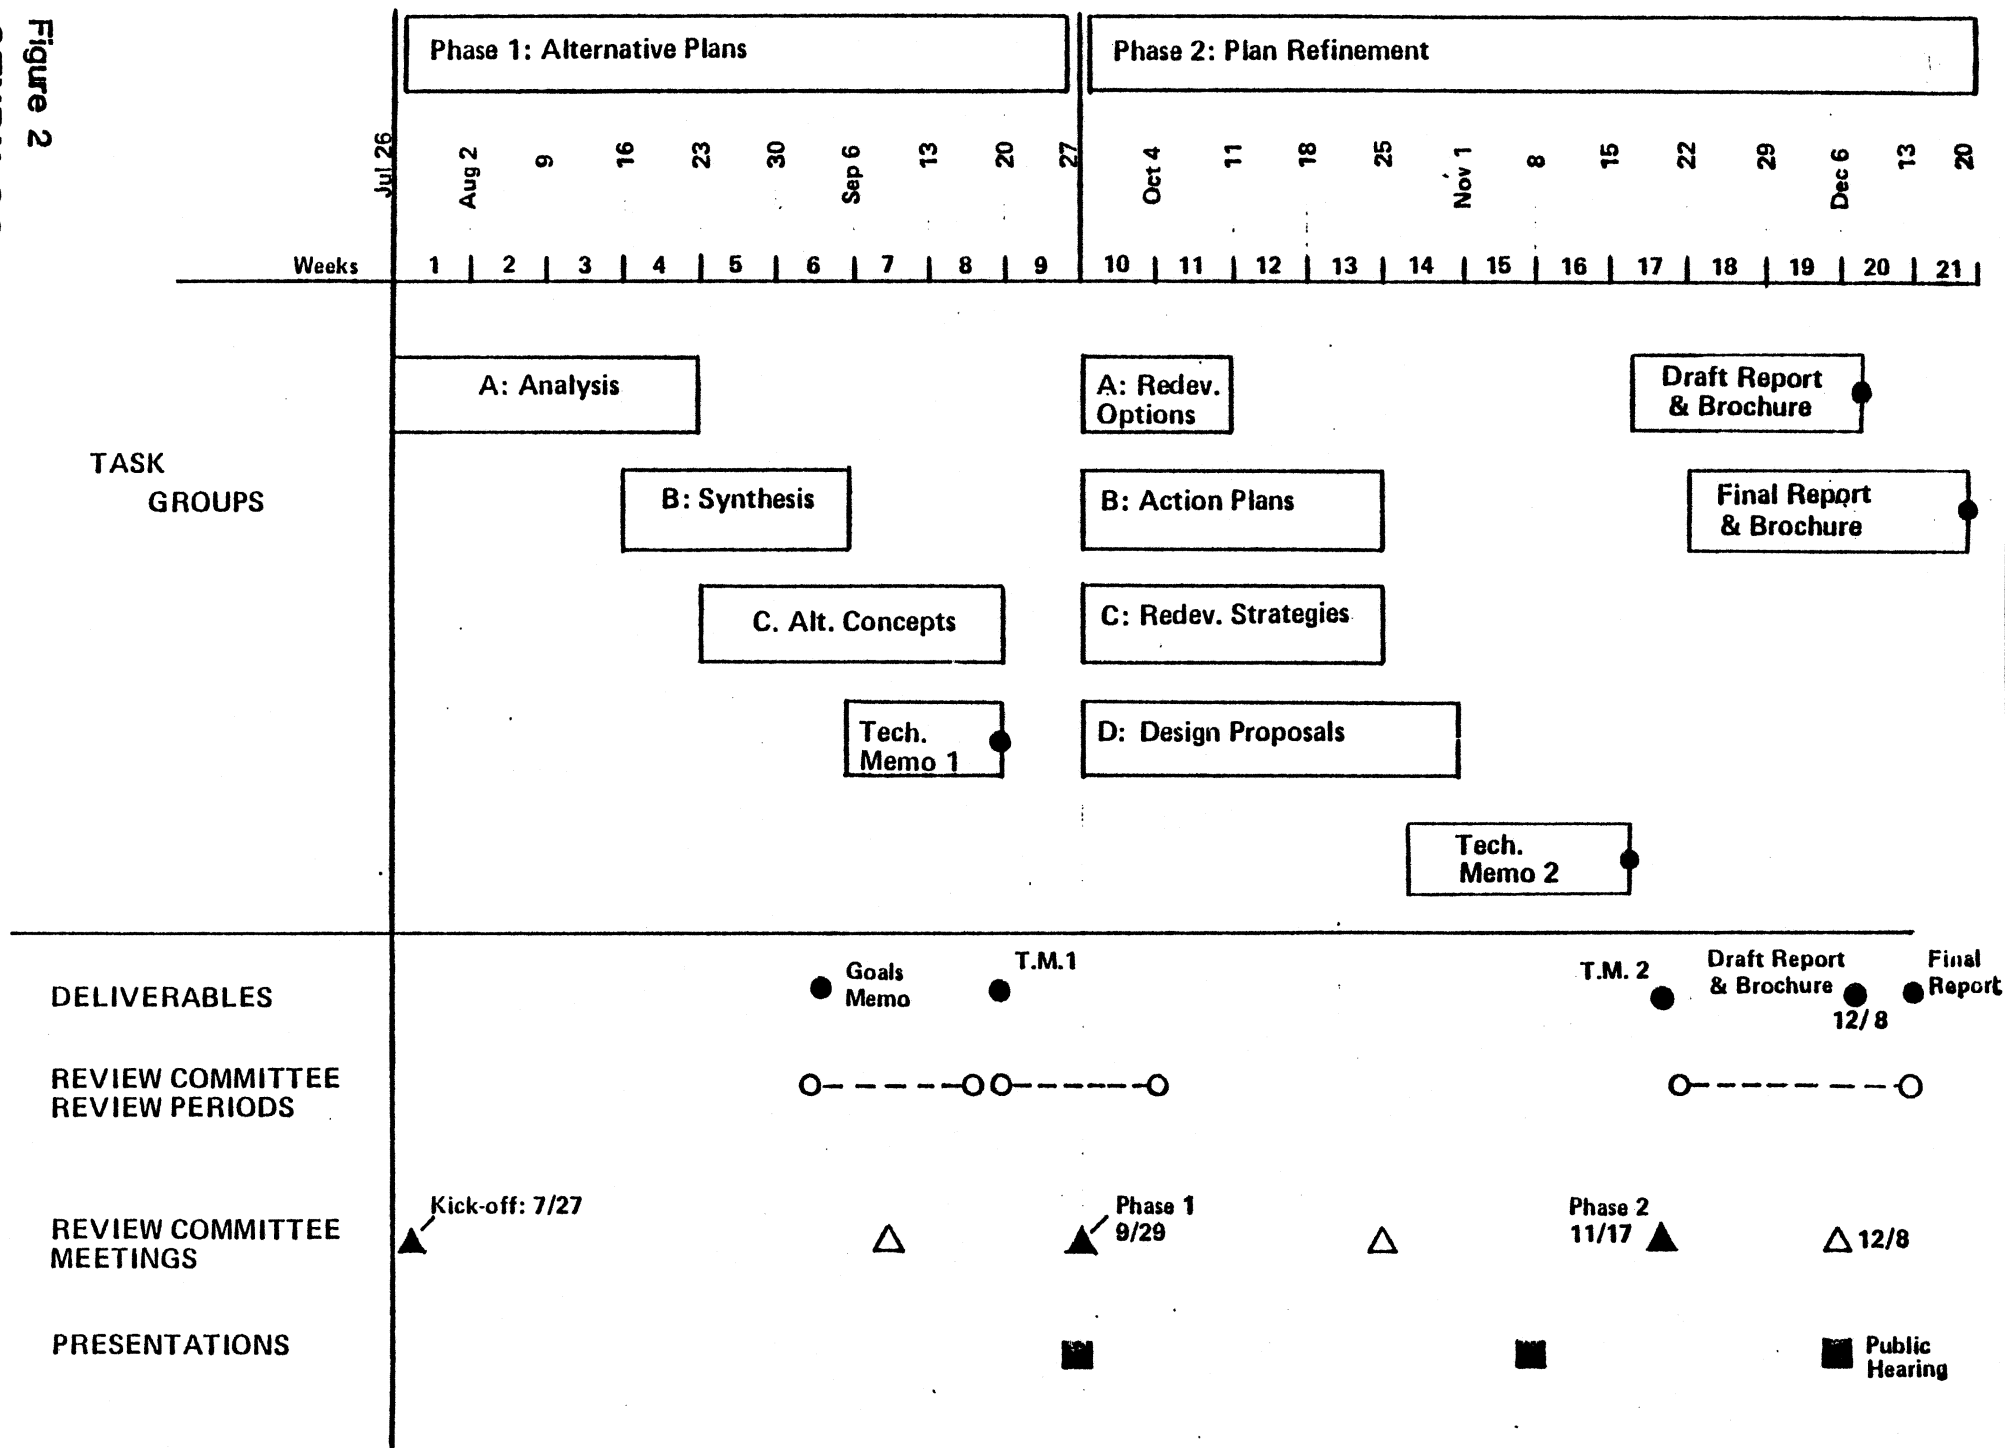 Figure 2
Phase 1: Alternative Plans
Phase 2: Plan Refinement
Jul 26
Aug 2
9
16
23
30
Sep 6
13
20
27
Oct 4
11
18
25
Nov 1
8
15
22
29
Dec 6
13
20
Weeks 1 2 3 4 5 6 7 8 9 10 11 12 13 14 15 16 17 18 19 20 21
TASK
GROUPS
A: Analysis
B: Synthesis
C. Alt. Concepts
Tech.
Memo 1
A: Redev.
Options
B: Action Plans
C: Redev. Strategies
D: Design Proposals
Tech.
Memo 2
Draft Report
& Brochure
Final Report
& Brochure
DELIVERABLES
Goals
Memo
T.M.1
T.M. 2
Draft Report
& Brochure
12/8
Final
Report
REVIEW COMMITTEE
REVIEW PERIODS
REVIEW COMMITTEE
MEETINGS
Kick-off: 7/27
Phase 1
9/29
Phase 2
11/17
12/8
PRESENTATIONS
Public
Hearing